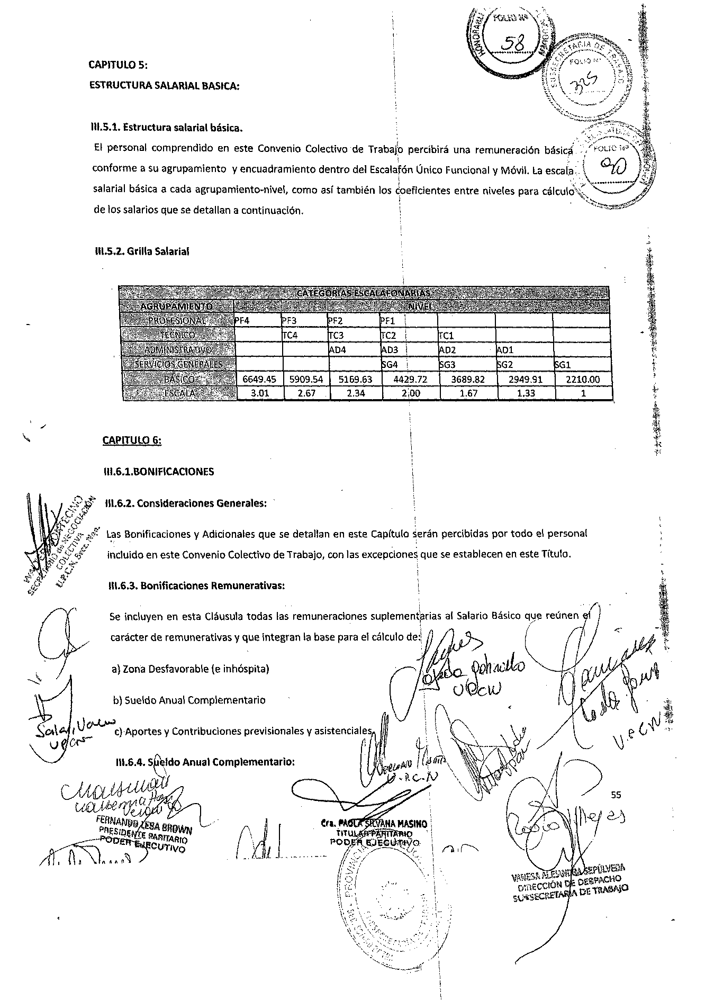 FOLIO Nº
58
SUBSECRETARIA DE TRABAJO
FOLIO Nº
325
FOLIO Nº
90
CAPITULO 5:
ESTRUCTURA SALARIAL BASICA:
III.5.1. Estructura salarial básica.
El personal comprendido en este Convenio Colectivo de Trabajo percibirá una remuneración básica
conforme a su agrupamiento y encuadramiento dentro del Escalafón Único Funcional y Móvil. La escala
salarial básica a cada agrupamiento-nivel, como así también los coeficientes entre niveles para cálculo
de los salarios que se detallan a continuación.
III.5.2. Grilla Salarial
CATEGORIAS ESCALAFONARIAS
AGRUPAMIENTO NIVEL
PROFESIONAL PF4 PF3 PF2 PF1
TECNICO TC4 TC3 TC2 TC1
ADMINISTRATIVO AD4 AD3 AD2 AD1
SERVICIOS GENERALES SG4 SG3 SG2 SG1
BASICO 6649.45 5909.54 5169.63 4429.72 3689.82 2949.91 2210.00
ESCALA 3.01 2.67 2.34 2.00 1.67 1.33 1
CAPITULO 6:
III.6.1.BONIFICACIONES
III.6.2. Consideraciones Generales:
Las Bonificaciones y Adicionales que se detallan en este Capítulo serán percibidas por todo el personal
incluido en este Convenio Colectivo de Trabajo, con las excepciones que se establecen en este Título.
SECRETARIO de NEGOCIACIÓN
COLECTIVA
U.P.C.N. Secc. Nqn.
III.6.3. Bonificaciones Remunerativas:
Se incluyen en esta Cláusula todas las remuneraciones suplementarias al Salario Básico que reúnen el
carácter de remunerativas y que integran la base para el cálculo de:
a) Zona Desfavorable (e inhóspita)
b) Sueldo Anual Complementario
c) Aportes y Contribuciones previsionales y asistenciales
III.6.4. Sueldo Anual Complementario:
UPCN
U.PCN
UPCN
U.P.C.N
55
FERNANDO LESA BROWN
PRESIDENTE PARITARIO
PODER EJECUTIVO
Cra. PAOLA SILVANA MASINO
TITULAR PARITARIO
PODER EJECUTIVO
VANESA ALEJANDRA SEPÚLVEDA
DIRECCIÓN DE DESPACHO
SUBSECRETARIA DE TRABAJO